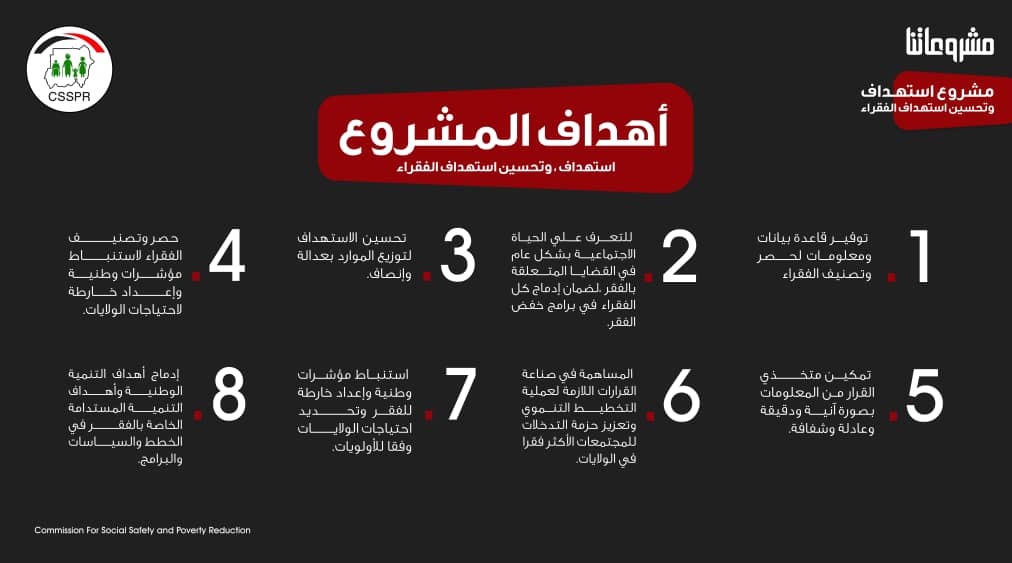 مشروعاتنا
مشروع استهداف
وتحسين استهداف الفقراء
CSSPR
أهداف المشروع
استهداف ، وتحسين استهداف الفقراء
1.
توفير قاعدة بيانات
ومعلومات لحصر
وتصنيف الفقراء
2.
للتعرف علي الحياة
الاجتماعية بشكل عام
في القضايا المتعلقة
بالفقر ،لضمان إدماج كل
الفقراء في برامج خفض
الفقر.
3.
تحسين الاستهداف
لتوزيع الموارد بعدالة
وإنصاف.
4.
حصر وتصنيف
الفقراء لاستنباط
مؤشرات وطنية
وإعداد خارطة
لاحتياجات الولايات.
5.
تمكين متخذي
القرار من المعلومات
بصورة آنية ودقيقة
وعادلة وشفافة.
6.
المساهمة في صناعة
القرارات اللازمة لعملية
التخطيط التنموي
وتعزيز حزمة التدخلات
للمجتمعات الأكثر فقرا
في الولايات.
7.
استنباط مؤشرات
وطنية وإعداد خارطة
للفقر وتحديد
احتياجات الولايات
وفقا للأولويات.
8.
إدماج أهداف التنمية
الوطنية وأهداف
التنمية المستدامة
الخاصة بالفقر في
الخطط والسياسات
والبرامج.
Commission For Social Safety and Poverty Reduction